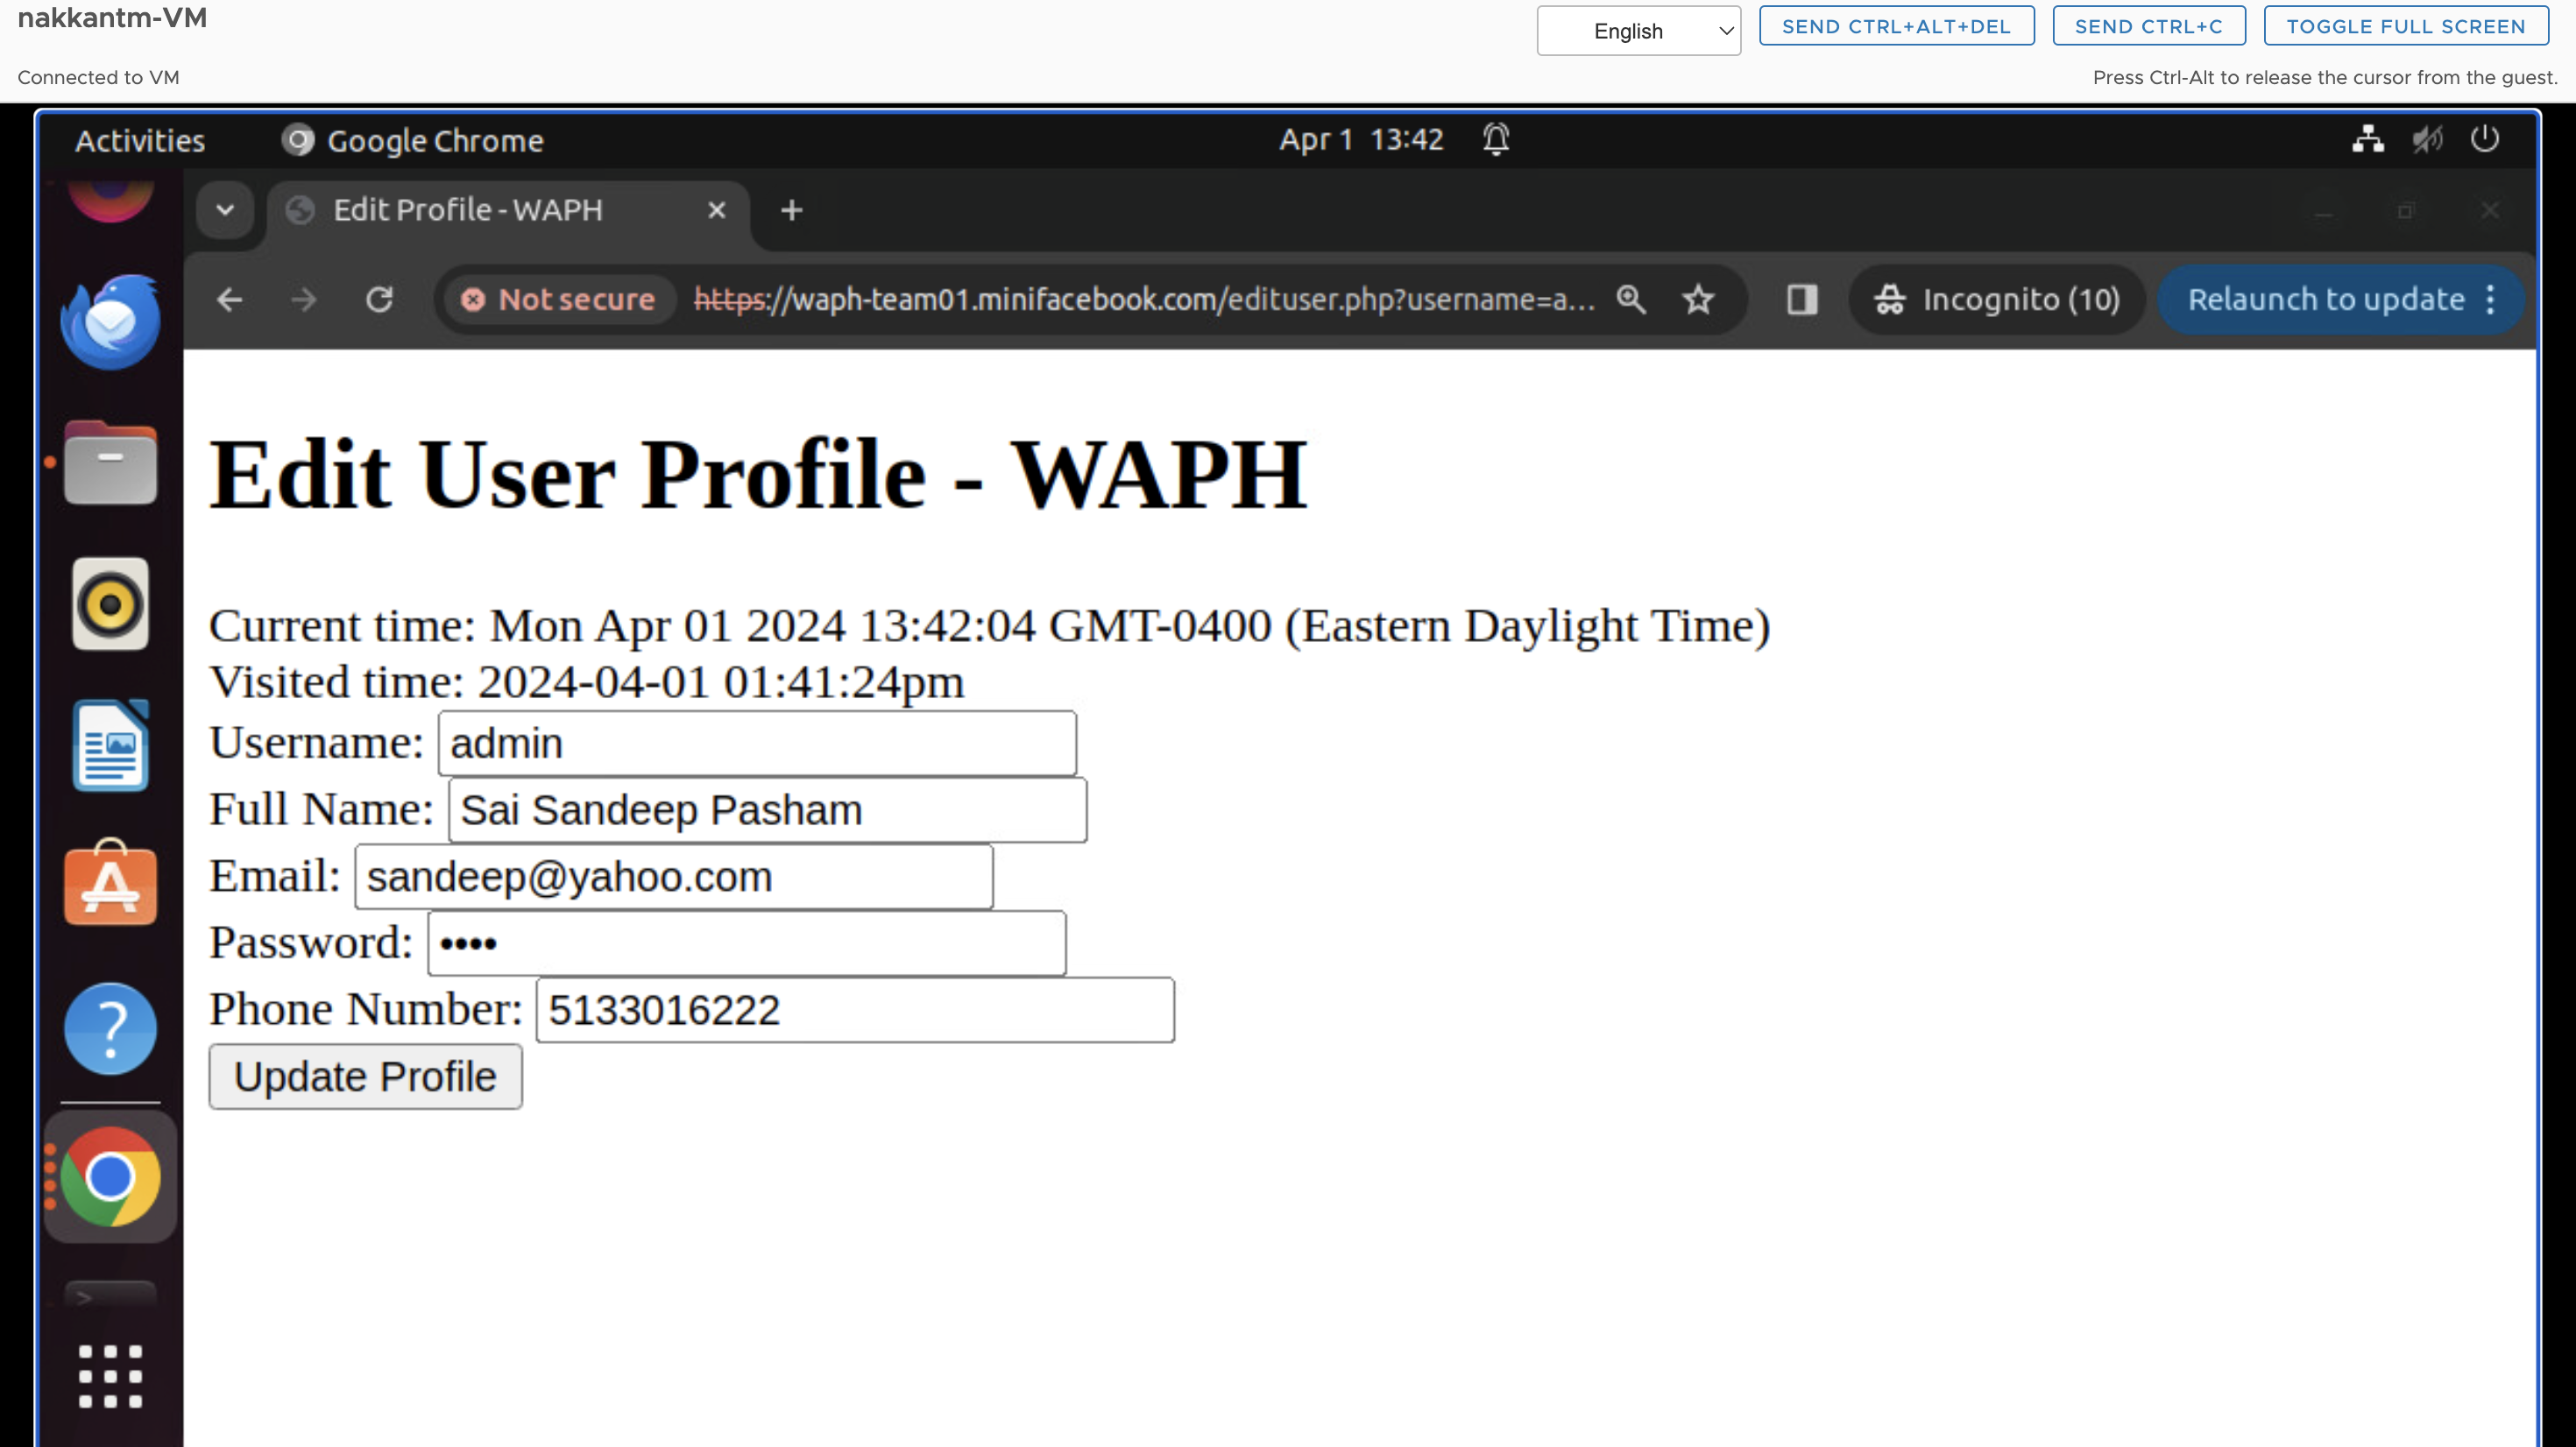 nakkantm-VM
English
SEND CTRL+ALT+DEL
SEND CTRL+C
TOGGLE FULL SCREEN
Connected to VM
Press Ctrl-Alt to release the cursor from the guest.
Activities
Google Chrome
Apr 1 13:42
Edit Profile - WAPH
Not secure
https://waph-team01.minifacebook.com/edituser.php?username=a...
Incognito (10)
Relaunch to update
Edit User Profile - WAPH
Current time: Mon Apr 01 2024 13:42:04 GMT-0400 (Eastern Daylight Time)
Visited time: 2024-04-01 01:41:24pm
Username: admin
Full Name: Sai Sandeep Pasham
Email: sandeep@yahoo.com
Password: ••••
Phone Number: 5133016222
Update Profile